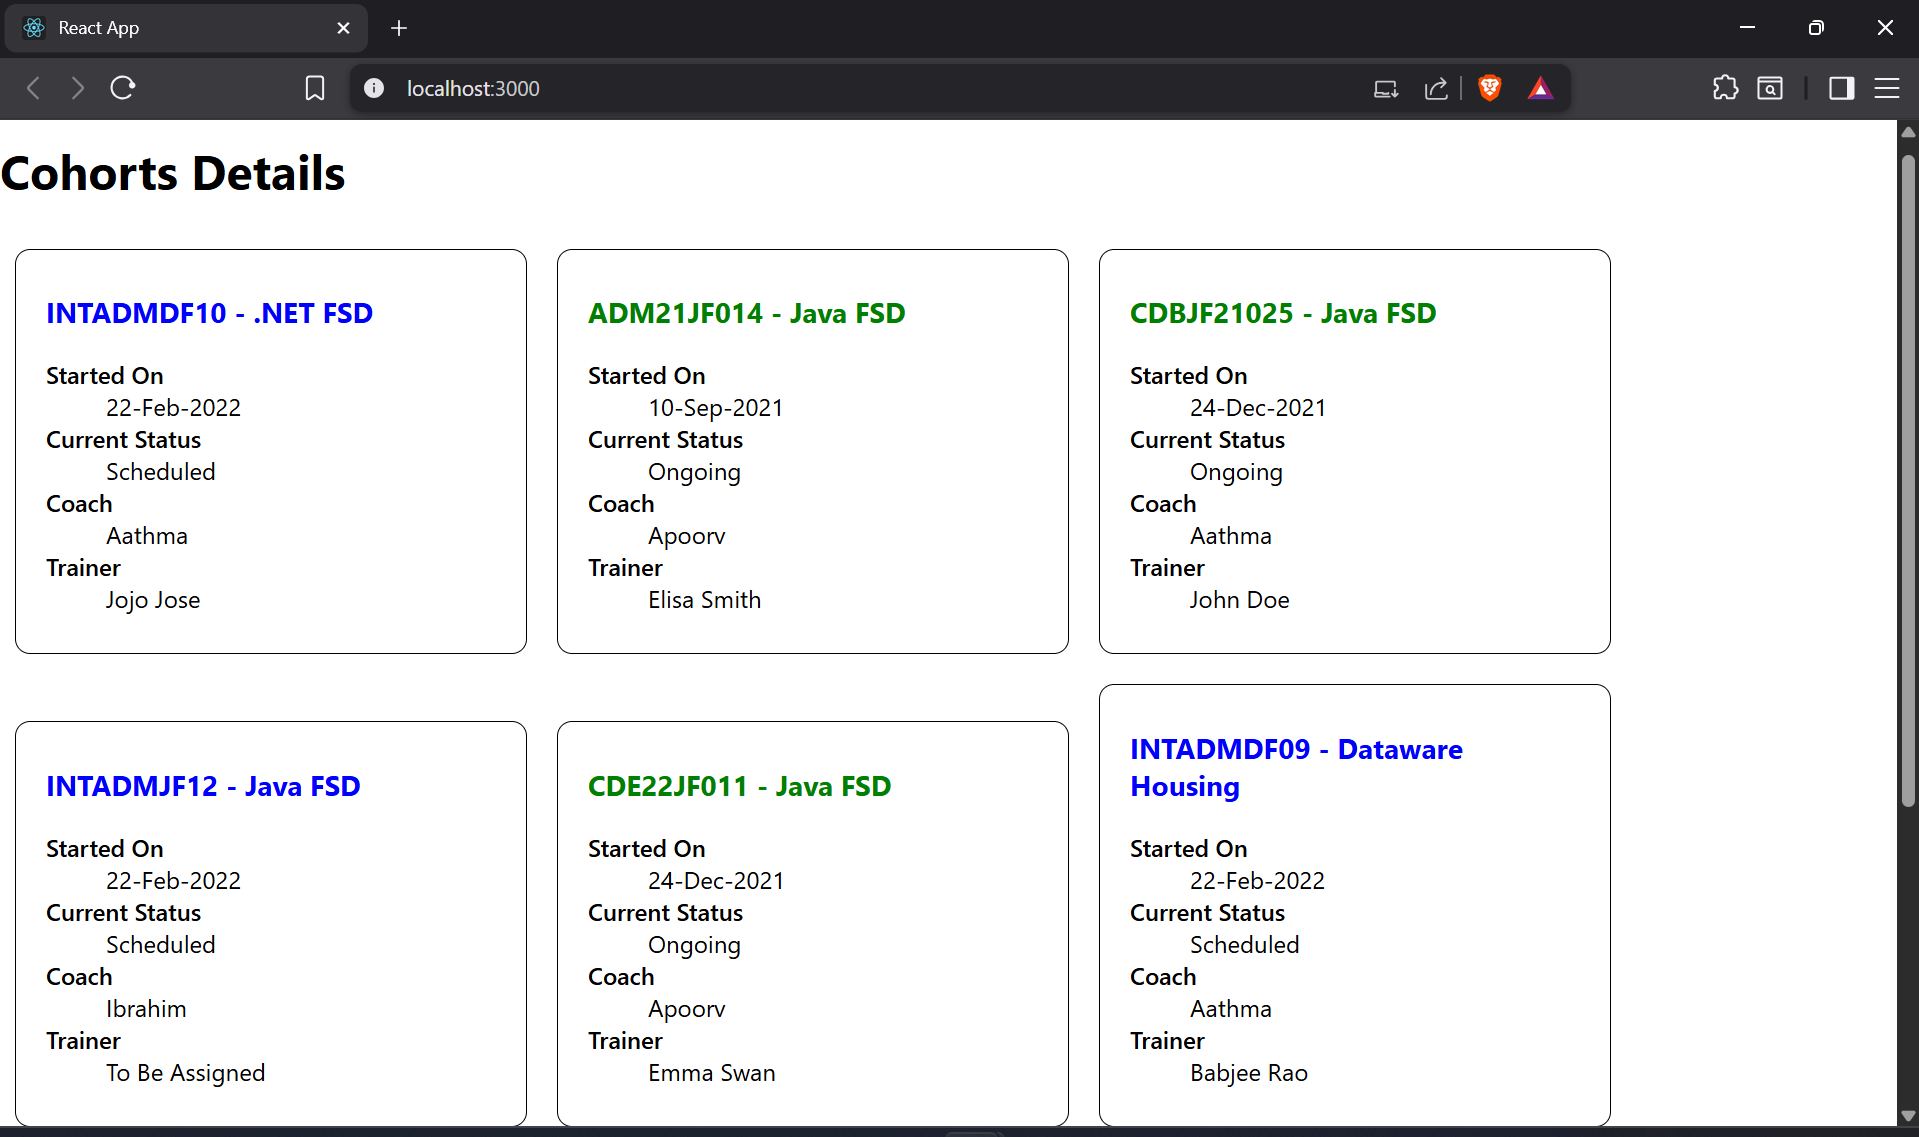 React App
localhost:3000
Cohorts Details
INTADMDF10 - .NET FSD
Started On
22-Feb-2022
Current Status
Scheduled
Coach
Aathma
Trainer
Jojo Jose
ADM21JF014 - Java FSD
Started On
10-Sep-2021
Current Status
Ongoing
Coach
Apoorv
Trainer
Elisa Smith
CDBJF21025 - Java FSD
Started On
24-Dec-2021
Current Status
Ongoing
Coach
Aathma
Trainer
John Doe
INTADMJF12 - Java FSD
Started On
22-Feb-2022
Current Status
Scheduled
Coach
Ibrahim
Trainer
To Be Assigned
CDE22JF011 - Java FSD
Started On
24-Dec-2021
Current Status
Ongoing
Coach
Apoorv
Trainer
Emma Swan
INTADMDF09 - Dataware
Housing
Started On
22-Feb-2022
Current Status
Scheduled
Coach
Aathma
Trainer
Babjee Rao